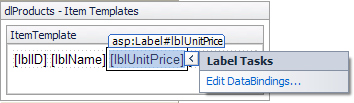 dlProducts - Item Templates
ItemTemplate
asp:Label#lblUnitPrice
[lblID] [lblName] [lblUnitPrice] <
Label Tasks
Edit DataBindings...